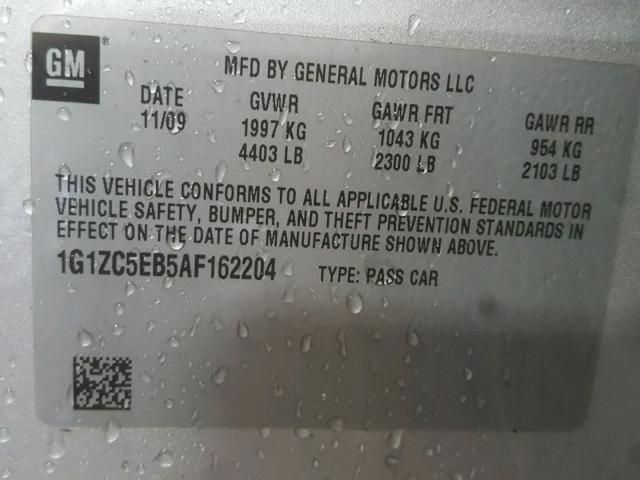 GM®
MFD BY GENERAL MOTORS LLC
DATE GVWR GAWR FRT GAWR RR
11/09 1997 KG 1043 KG 954 KG
4403 LB 2300 LB 2103 LB
THIS VEHICLE CONFORMS TO ALL APPLICABLE U.S. FEDERAL MOTOR
VEHICLE SAFETY, BUMPER, AND THEFT PREVENTION STANDARDS IN
EFFECT ON THE DATE OF MANUFACTURE SHOWN ABOVE.
1G1ZC5EB5AF162204 TYPE: PASS CAR